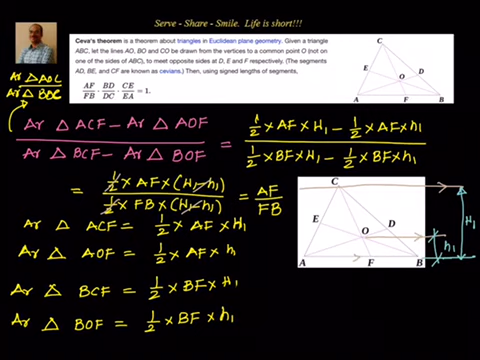 Serve - Share - Smile. Life is short!!!
Ceva's theorem is a theorem about triangles in Euclidean plane geometry. Given a triangle
ABC, let the lines AO, BO and CO be drawn from the vertices to a common point O (not on
one of the sides of ABC), to meet opposite sides at D, E and F respectively. (The segments
AD, BE, and CF are known as cevians.) Then, using signed lengths of segments,
AF/FB · BD/DC · CE/EA = 1.
C
E
D
O
A
F
B
Ar △ AOC
Ar △ BOC
Ar △ ACF - Ar △ AOF
Ar △ BCF - Ar △ BOF
= 1/2 × AF × H1 - 1/2 × AF × h1
1/2 × BF × H1 - 1/2 × BF × h1
= 1/2 × AF × (H1 - h1)
1/2 × FB × (H1 - h1)
= AF
FB
Ar △ ACF = 1/2 × AF × H1
Ar △ AOF = 1/2 × AF × h1
Ar △ BCF = 1/2 × BF × H1
Ar △ BOF = 1/2 × BF × h1
C
E
D
O
A
F
B
h1
H1